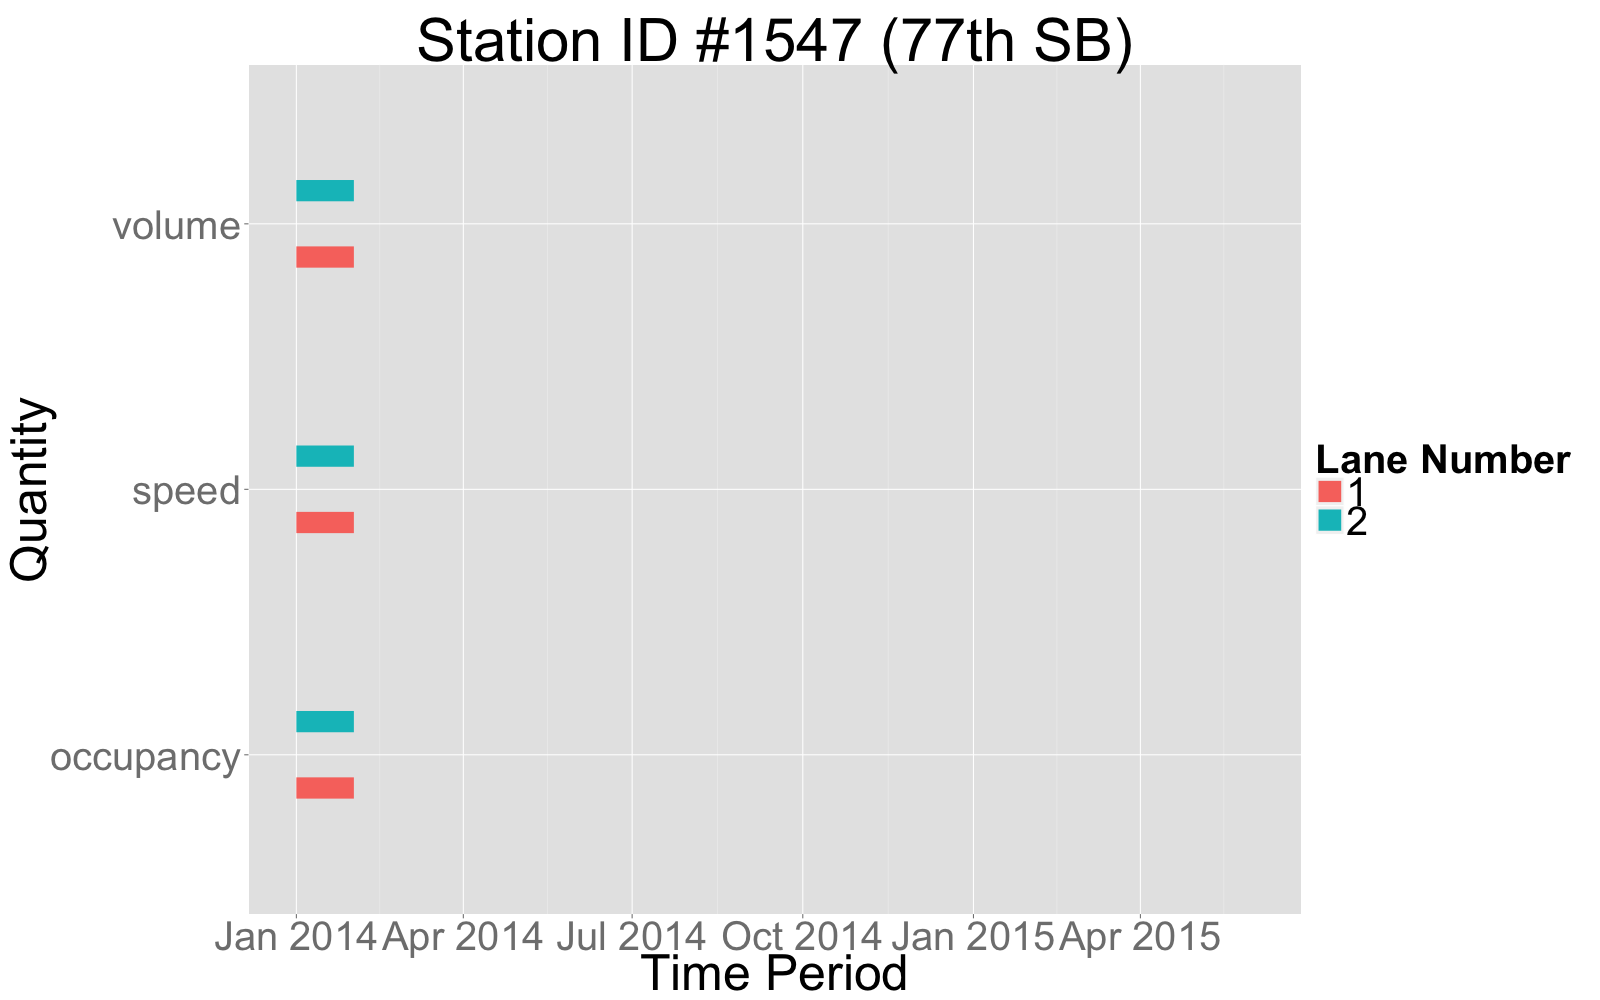 Station ID #1547 (77th SB)
Quantity
volume
speed
occupancy
Lane Number
1
2
Jan 2014 Apr 2014 Jul 2014 Oct 2014 Jan 2015 Apr 2015
Time Period